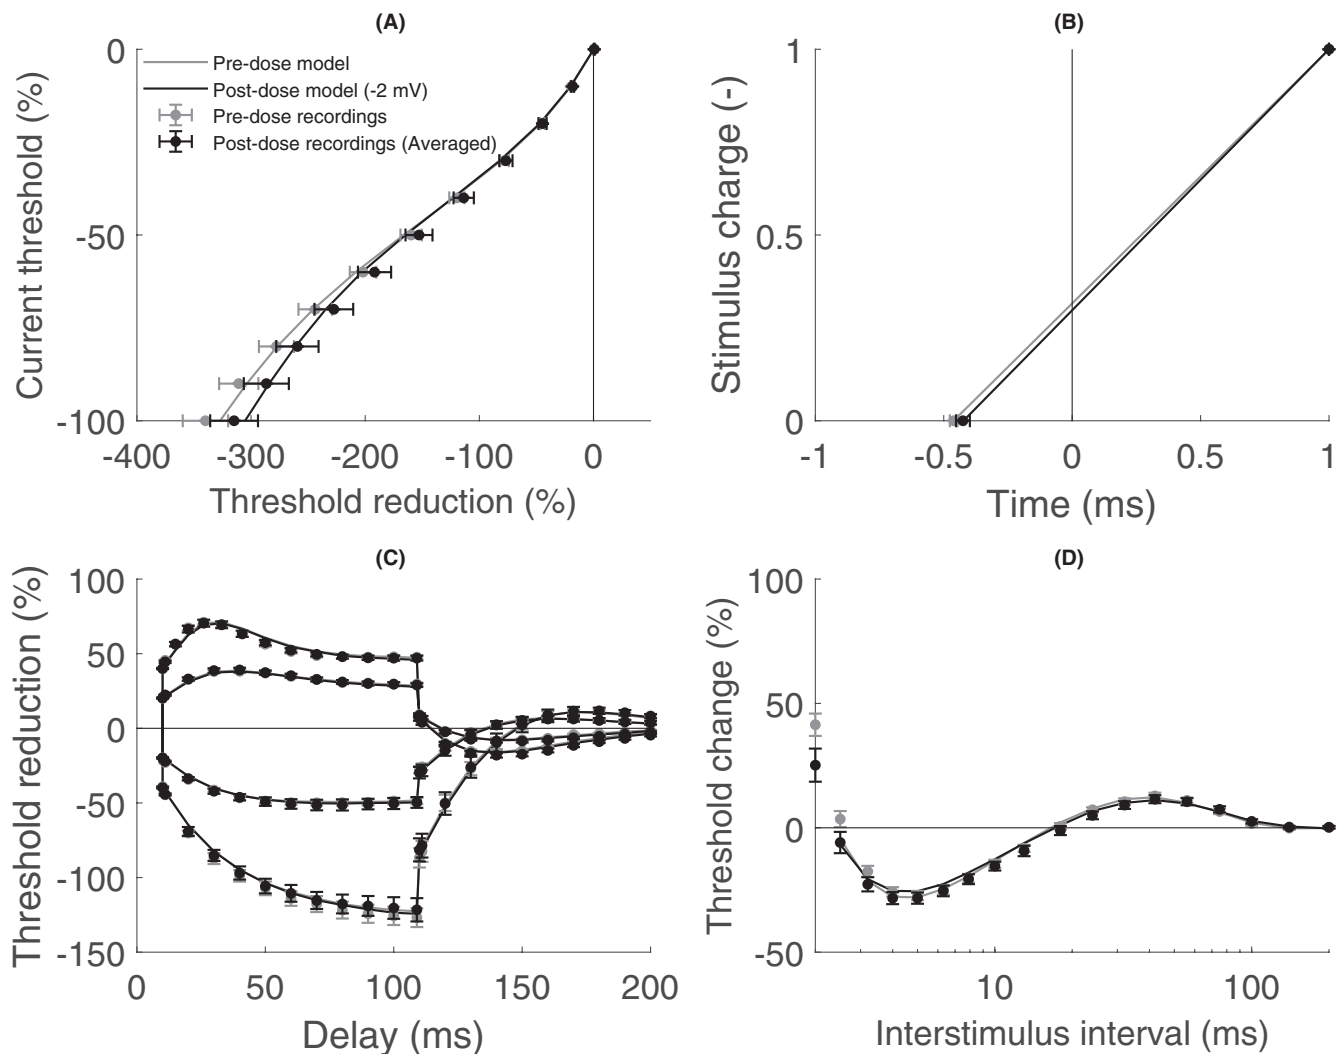 (A)
0
-50
-100
Current threshold (%)
Pre-dose model
Post-dose model (-2 mV)
Pre-dose recordings
Post-dose recordings (Averaged)
-400
-300
-200
-100
0
Threshold reduction (%)
(B)
1
0.5
0
Stimulus charge (-)
-1
-0.5
0
0.5
1
Time (ms)
(C)
100
50
0
-50
-100
-150
Threshold reduction (%)
0
50
100
150
200
Delay (ms)
(D)
100
50
0
-50
Threshold change (%)
10
100
Interstimulus interval (ms)